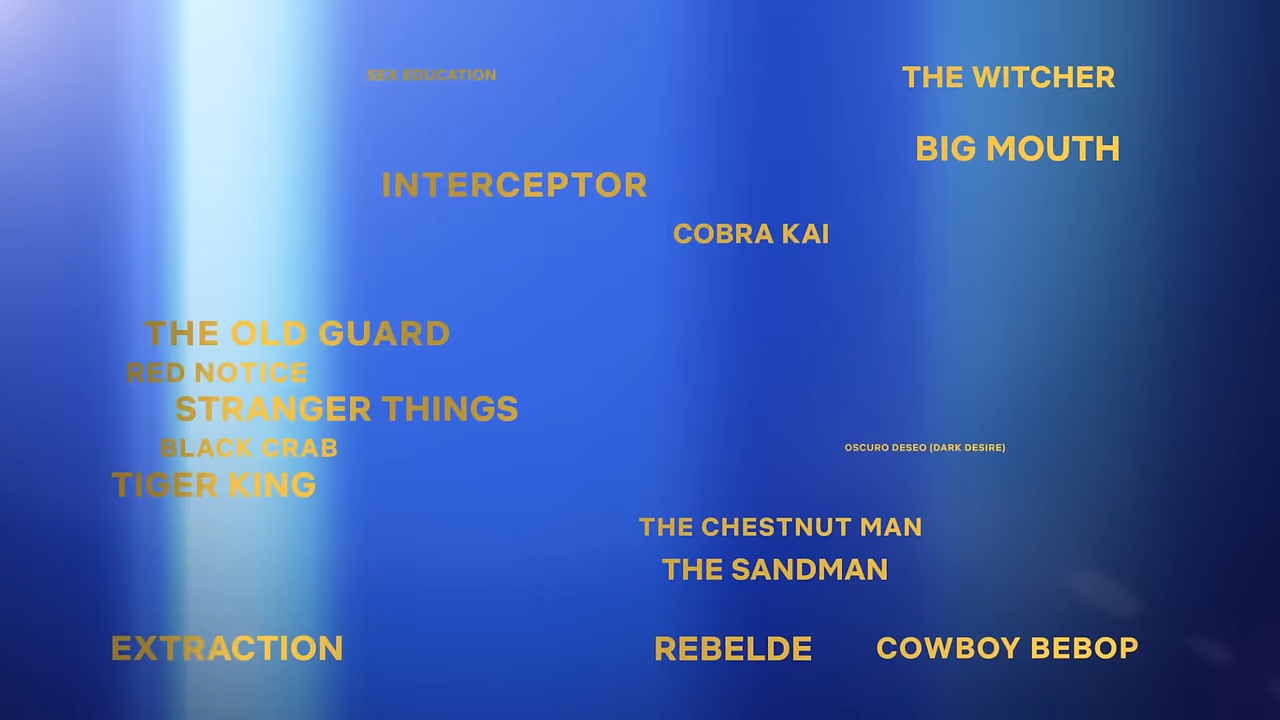 SEX EDUCATION
THE WITCHER
BIG MOUTH
INTERCEPTOR
COBRA KAI
THE OLD GUARD
RED NOTICE
STRANGER THINGS
BLACK CRAB
OSCURO DESEO (DARK DESIRE)
TIGER KING
THE CHESTNUT MAN
THE SANDMAN
EXTRACTION
REBELDE
COWBOY BEBOP